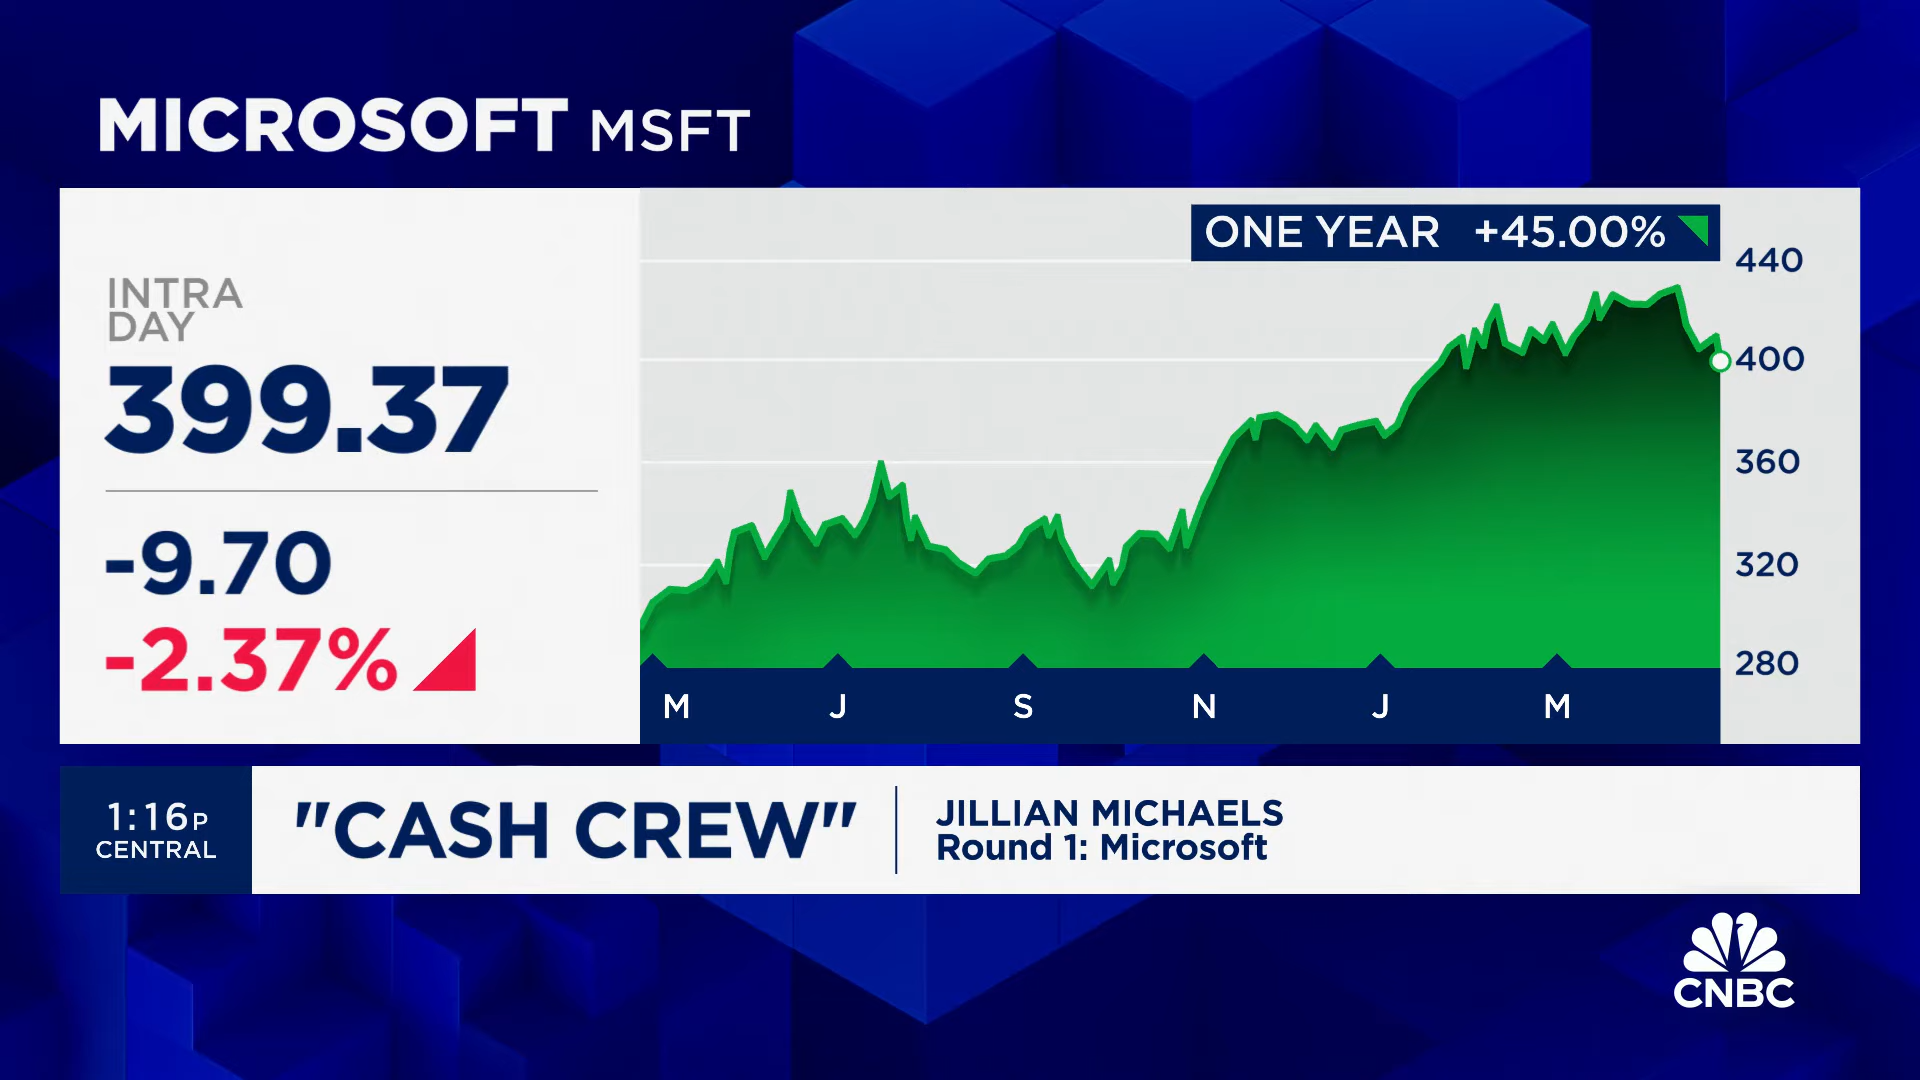 MICROSOFT MSFT
INTRA
DAY
399.37
-9.70
-2.37%
ONE YEAR +45.00%
440
400
360
320
280
M J S N J M
1:16P
CENTRAL
"CASH CREW"
JILLIAN MICHAELS
Round 1: Microsoft
CNBC